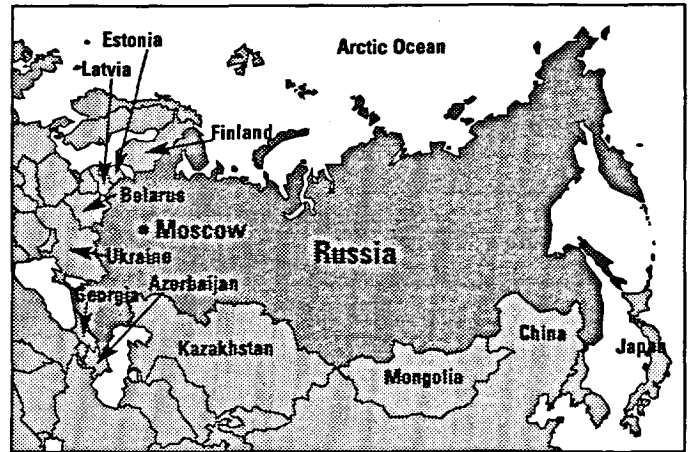 Estonia
Arctic Ocean
Latvia
Finland
Belarus
Moscow
Russia
Ukraine
Azerbaijan
Georgia
China
Kazakhstan
Japan
Mongolia